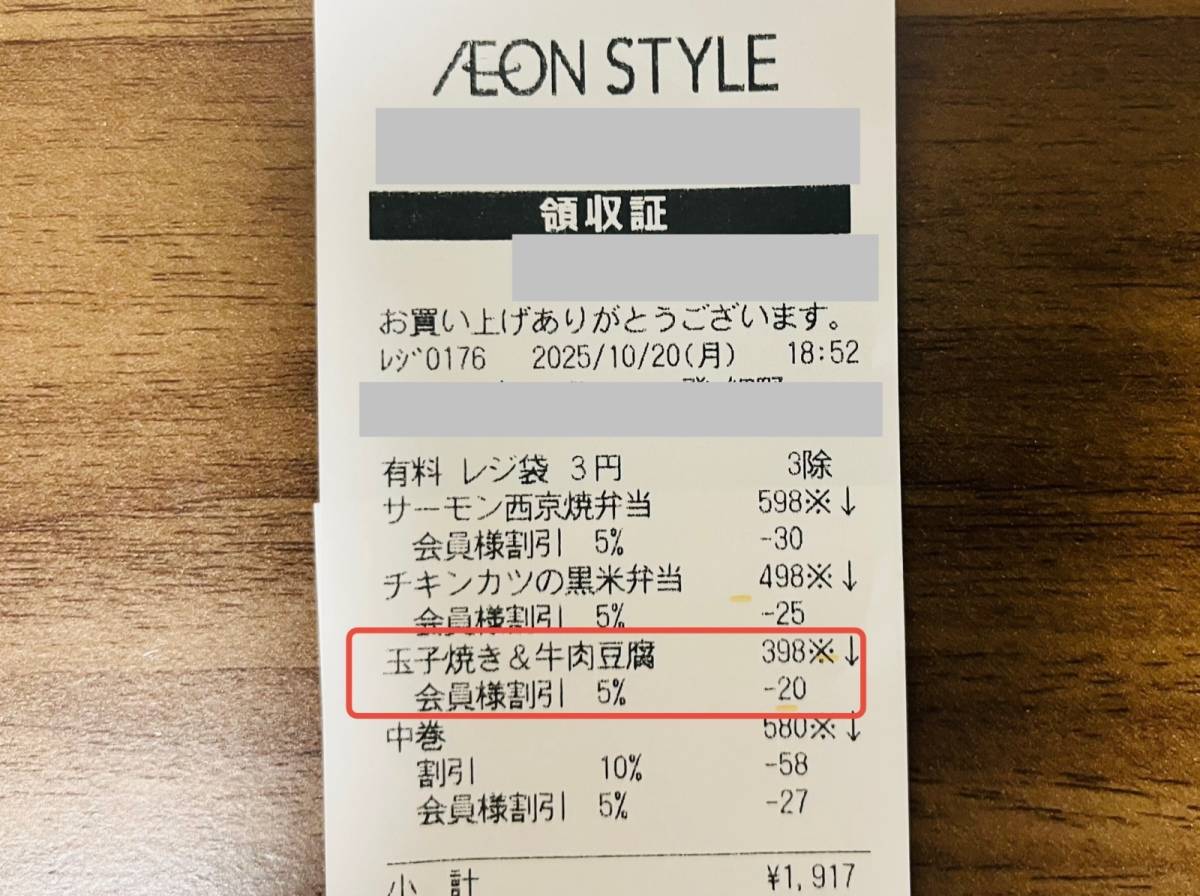 ÆON STYLE
領収証
お買い上げありがとうございます。
ﾚｼﾞ0176 2025/10/20(月) 18:52
有料 レジ袋 3円 3除
サーモン西京焼弁当 598※↓
会員様割引 5% -30
チキンカツの黒米弁当 498※↓
会員様割引 5% -25
玉子焼き＆牛肉豆腐 398※↓
会員様割引 5% -20
中巻 580※↓
割引 10% -58
会員様割引 5% -27
小計 ¥1,917